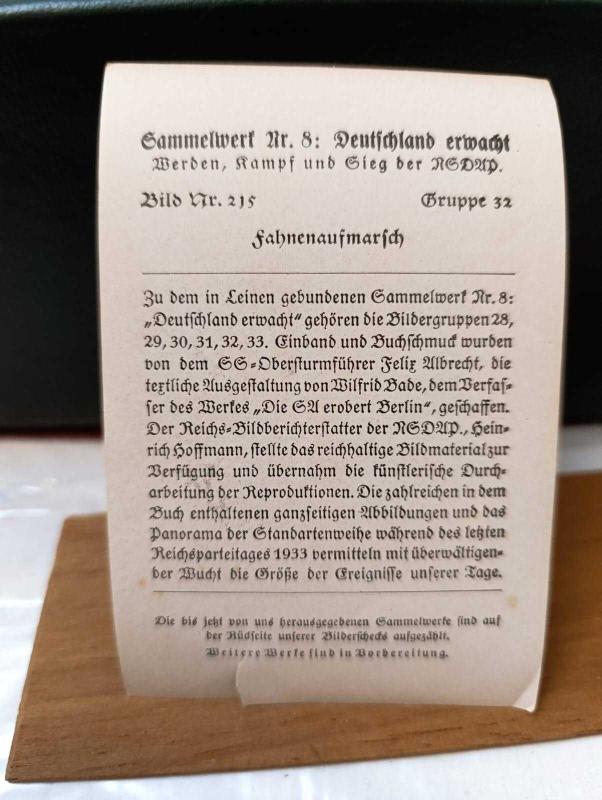 Sammelwerk Nr. 8: Deutschland erwacht
Werden, Kampf und Sieg der NSDAP.
Bild Nr. 215 Gruppe 32
Fahnenaufmarsch
Zu dem in Leinen gebundenen Sammelwerk Nr. 8:
„Deutschland erwacht“ gehören die Bildergruppen 28,
29, 30, 31, 32, 33. Einband und Buchschmuck wurden
von dem SS-Obersturmführer Felix Albrecht, die
textliche Ausgestaltung von Wilfrid Bade, dem Verfas-
ser des Werkes „Die SA erobert Berlin“, geschaffen.
Der Reichs-Bildberichterstatter der NSDAP., Hein-
rich Hoffmann, stellte das reichhaltige Bildmaterial zur
Verfügung und übernahm die künstlerische Durch-
arbeitung der Reproduktionen. Die zahlreichen in dem
Buch enthaltenen ganzseitigen Abbildungen und das
Panorama der Standartenweihe während des letzten
Reichsparteitages 1933 vermitteln mit überwältigen-
der Wucht die Größe der Ereignisse unserer Tage.
Die bis jetzt von uns herausgegebenen Sammelwerke sind auf
der Rückseite unserer Bilderschecks aufgezählt.
Weitere Werke sind in Vorbereitung.